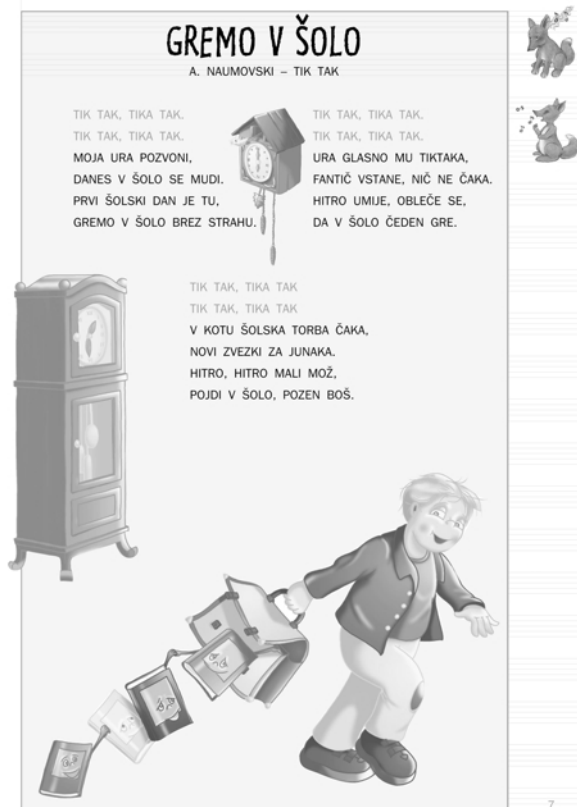 GREMO V ŠOLO
A. NAUMOVSKI – TIK TAK
TIK TAK, TIKA TAK.
TIK TAK, TIKA TAK.
MOJA URA POZVONI,
DANES V ŠOLO SE MUDI.
PRVI ŠOLSKI DAN JE TU,
GREMO V ŠOLO BREZ STRAHU.
TIK TAK, TIKA TAK.
TIK TAK, TIKA TAK.
URA GLASNO MU TIKTAKA,
FANTIČ VSTANE, NIČ NE ČAKA.
HITRO UMIJE, OBLEČE SE,
DA V ŠOLO ČEDEN GRE.
TIK TAK, TIKA TAK
TIK TAK, TIKA TAK
V KOTU ŠOLSKA TORBA ČAKA,
NOVI ZVEZKI ZA JUNAKA.
HITRO, HITRO MALI MOŽ,
POJDI V ŠOLO, POZEN BOŠ.
7